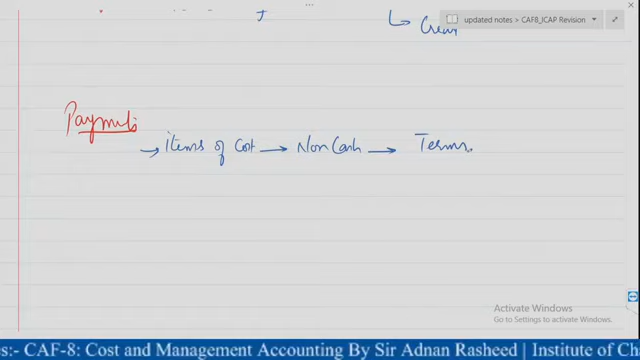 updated notes > CAF8_ICAP Revision
Payments
→ Items of Cost → Non Cash → Terms
Activate Windows
Go to Settings to activate Windows.
es:- CAF-8: Cost and Management Accounting By Sir Adnan Rasheed | Institute of Ch